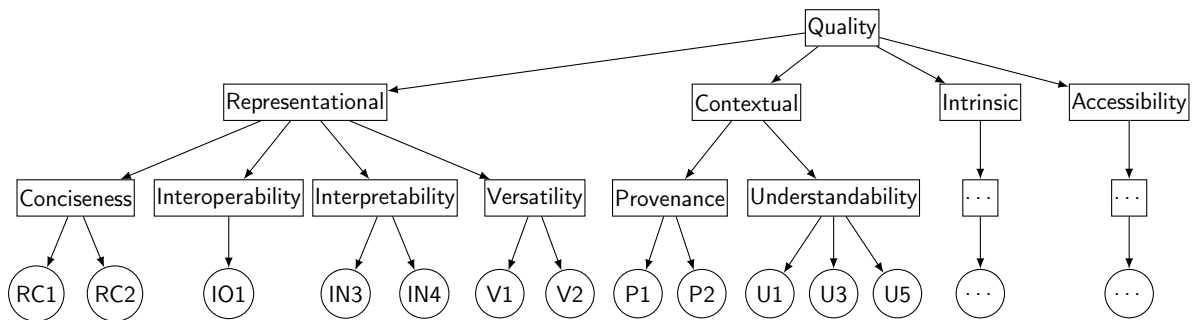 Quality
Representational Contextual Intrinsic Accessibility
Conciseness Interoperability Interpretability Versatility Provenance Understandability ... ...
RC1 RC2 IO1 IN3 IN4 V1 V2 P1 P2 U1 U3 U5 ... ...